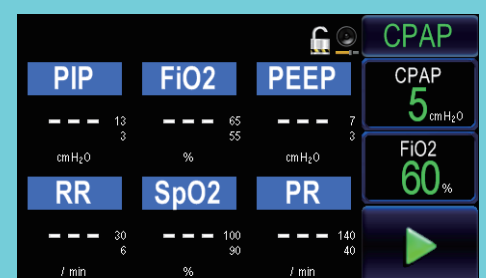 CPAP
PIP FiO2 PEEP
--- 13
3
cmH₂O
--- 65
55
%
--- 7
3
cmH₂O
CPAP
5 cmH₂O
RR SpO2 PR
--- 30
6
/ min
--- 100
90
%
--- 140
40
/ min
FiO2
60 %